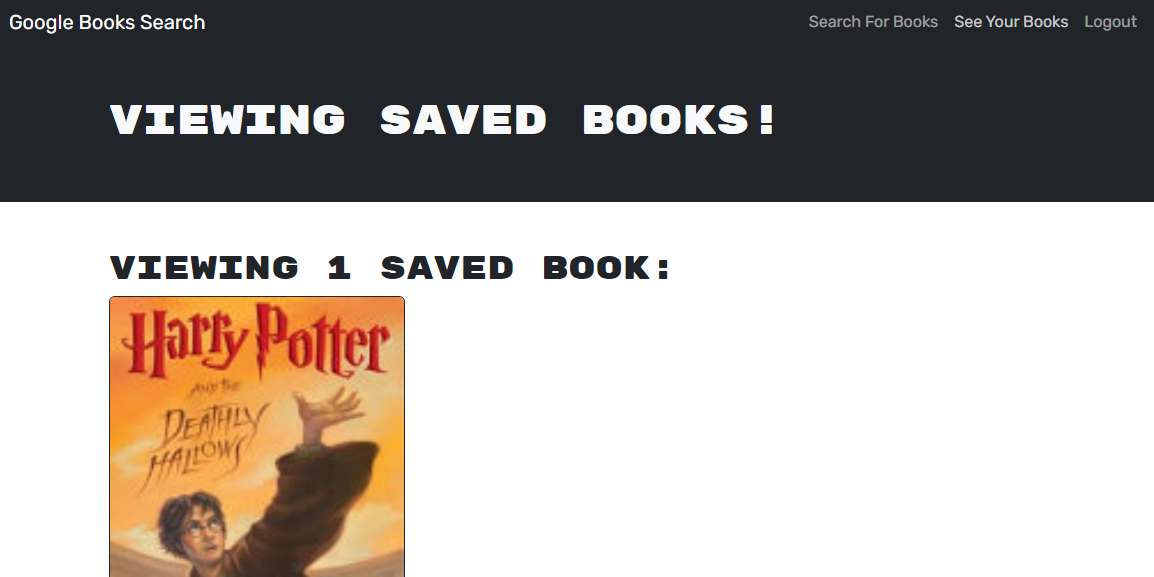 Google Books Search
Search For Books See Your Books Logout
VIEWING SAVED BOOKS!
VIEWING 1 SAVED BOOK:
Harry Potter
AND THE
DEATHLY
HALLOWS